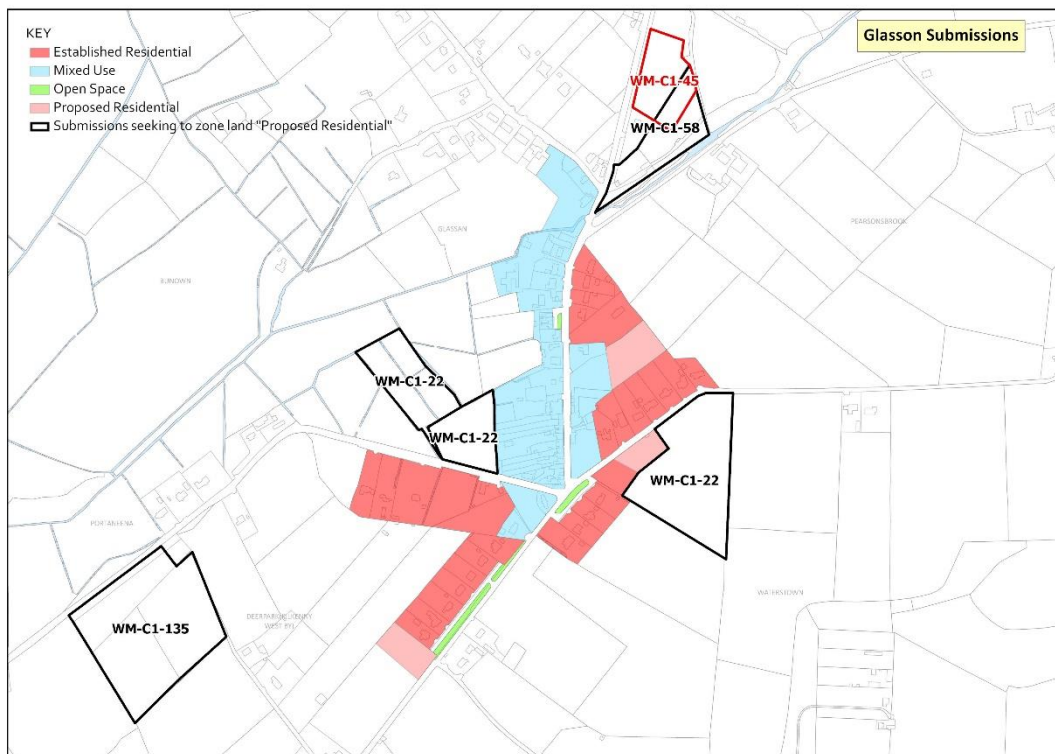 Glasson Submissions
KEY
Established Residential
Mixed Use
Open Space
Proposed Residential
Submissions seeking to zone land "Proposed Residential"
WM-C1-45
WM-C1-58
PEARSONSBROOK
GLASSAN
WM-C1-22
WM-C1-22
WM-C1-22
WATERSTOWN
WM-C1-135